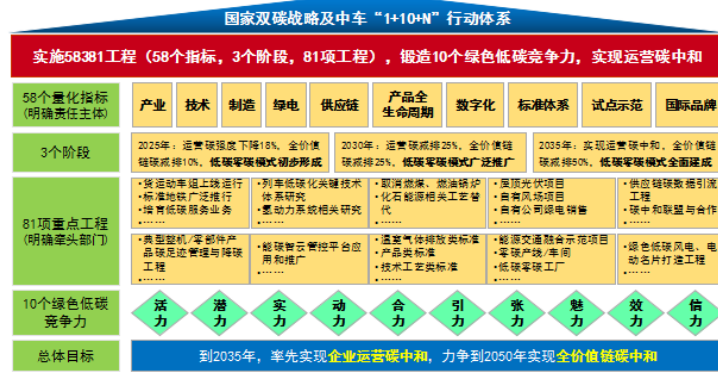 国家双碳战略及中车“1+10+N”行动体系
实施58381工程（58个指标，3个阶段，81项工程），锻造10个绿色低碳竞争力，实现运营碳中和
58个量化指标
(明确责任主体)
产业
技术
制造
绿电
供应链
产品全
生命周期
数字化
标准体系
试点示范
国际品牌
3个阶段
2025年：运营碳强度下降18%，全价值
链碳减排10%，低碳零碳模式初步形成
2030年：运营碳减排25%，全价值
链碳减排25%，低碳零碳模式广泛推广
2035年：实现运营碳中和，全价值
链碳减排50%，低碳零碳模式全面建成
81项重点工程
(明确牵头部门)
•货运动车组上线运行
•标准地铁广泛推行
•培育低碳服务业务
•……
•列车低碳化关键技术
体系研究
•氢动力系统相关研究
•……
•取消燃煤、燃油锅炉
•化石能源相关工艺替
代
•……
•屋顶光伏项目
•自有风场项目
•自有公司绿电销售
•……
•供应链碳数据引流
工程
•碳中和联盟与合作
•……
•典型整机/零部件产
品碳足迹管理与降碳
工程
•……
•能碳智云管控平台应
用和推广
•……
•温室气体排放类标准
•产品类标准
•技术工艺类标准
•……
•能源交通融合示范项目
•零碳产线/车间
•低碳零碳工厂
•……
•绿色低碳风电、电
动名片打造工程
•……
10个绿色低碳
竞争力
活力
潜力
实力
动力
合力
引力
张力
魅力
效力
信力
总体目标
到2035年，率先实现企业运营碳中和，力争到2050年实现全价值链碳中和